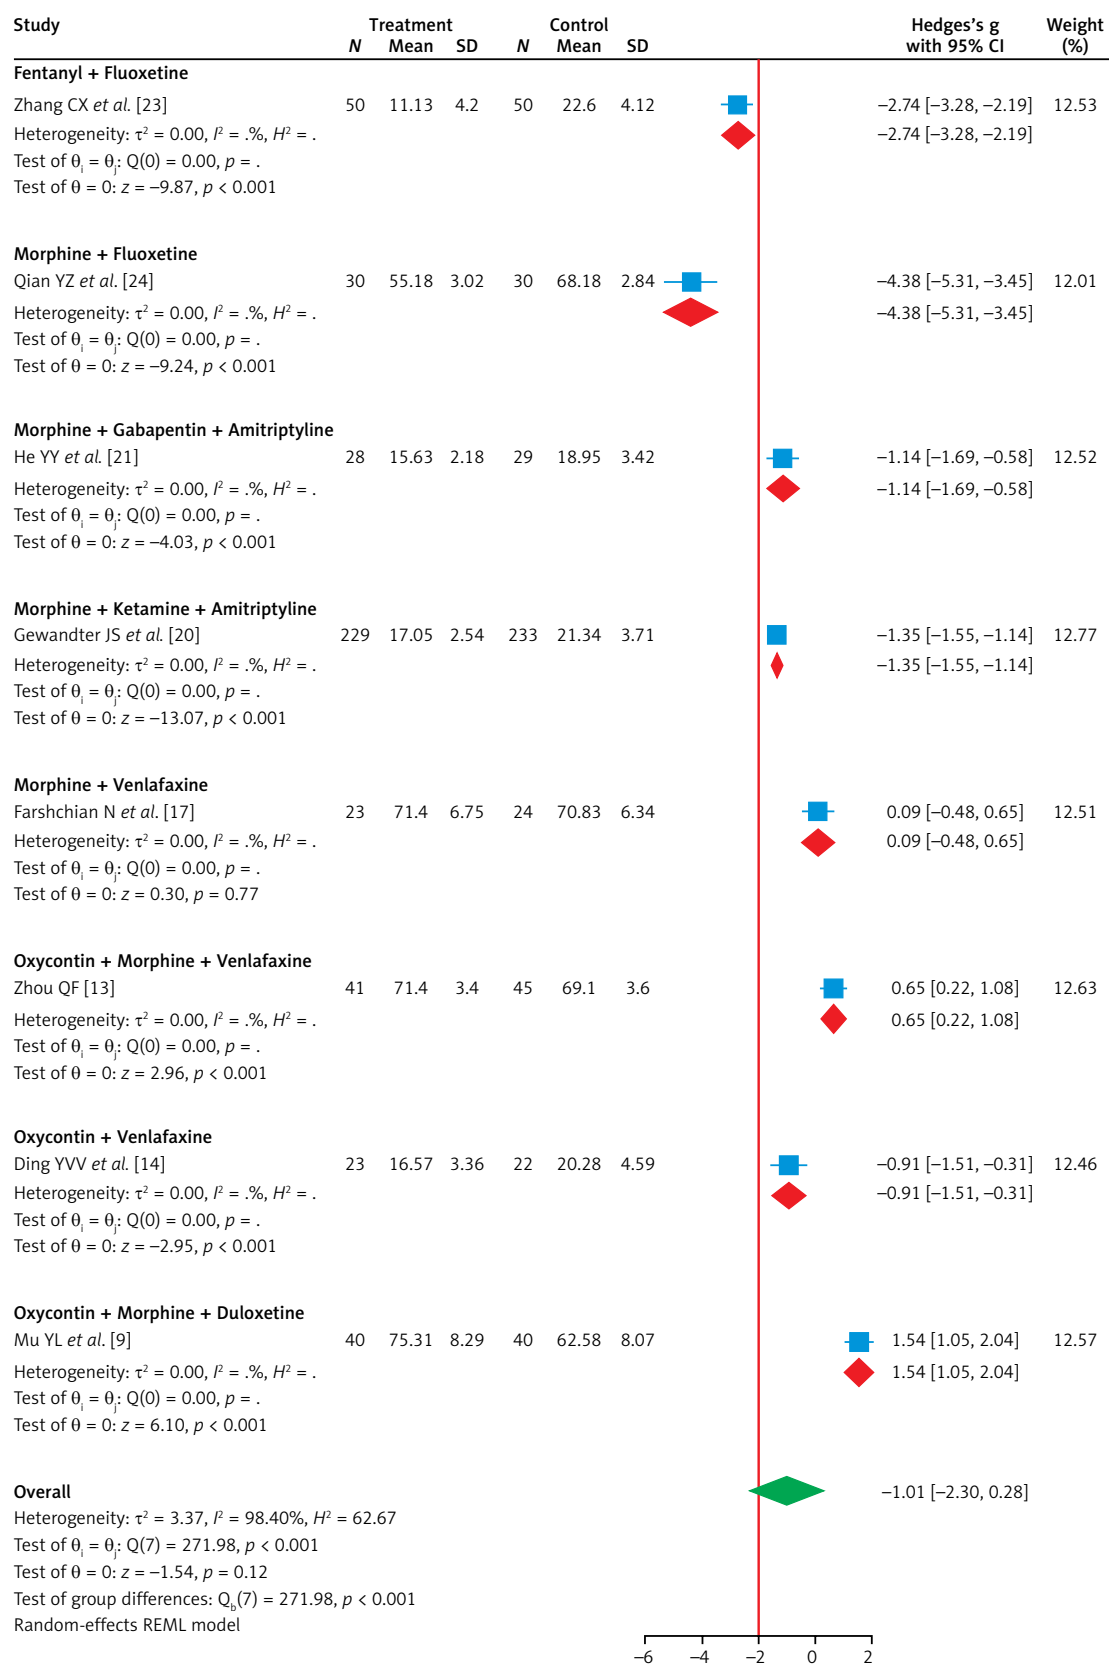 Study Treatment Control Hedges's g Weight
N Mean SD N Mean SD with 95% CI (%)
Fentanyl + Fluoxetine
Zhang CX et al. [23] 50 11.13 4.2 50 22.6 4.12 −2.74 [−3.28, −2.19] 12.53
Heterogeneity: τ² = 0.00, I² = .%, H² = . −2.74 [−3.28, −2.19]
Test of θi = θj: Q(0) = 0.00, p = .
Test of θ = 0: z = −9.87, p < 0.001
Morphine + Fluoxetine
Qian YZ et al. [24] 30 55.18 3.02 30 68.18 2.84 −4.38 [−5.31, −3.45] 12.01
Heterogeneity: τ² = 0.00, I² = .%, H² = . −4.38 [−5.31, −3.45]
Test of θi = θj: Q(0) = 0.00, p = .
Test of θ = 0: z = −9.24, p < 0.001
Morphine + Gabapentin + Amitriptyline
He YY et al. [21] 28 15.63 2.18 29 18.95 3.42 −1.14 [−1.69, −0.58] 12.52
Heterogeneity: τ² = 0.00, I² = .%, H² = . −1.14 [−1.69, −0.58]
Test of θi = θj: Q(0) = 0.00, p = .
Test of θ = 0: z = −4.03, p < 0.001
Morphine + Ketamine + Amitriptyline
Gewandter JS et al. [20] 229 17.05 2.54 233 21.34 3.71 −1.35 [−1.55, −1.14] 12.77
Heterogeneity: τ² = 0.00, I² = .%, H² = . −1.35 [−1.55, −1.14]
Test of θi = θj: Q(0) = 0.00, p = .
Test of θ = 0: z = −13.07, p < 0.001
Morphine + Venlafaxine
Farshchian N et al. [17] 23 71.4 6.75 24 70.83 6.34 0.09 [−0.48, 0.65] 12.51
Heterogeneity: τ² = 0.00, I² = .%, H² = . 0.09 [−0.48, 0.65]
Test of θi = θj: Q(0) = 0.00, p = .
Test of θ = 0: z = 0.30, p = 0.77
Oxycontin + Morphine + Venlafaxine
Zhou QF [13] 41 71.4 3.4 45 69.1 3.6 0.65 [0.22, 1.08] 12.63
Heterogeneity: τ² = 0.00, I² = .%, H² = . 0.65 [0.22, 1.08]
Test of θi = θj: Q(0) = 0.00, p = .
Test of θ = 0: z = 2.96, p < 0.001
Oxycontin + Venlafaxine
Ding YVV et al. [14] 23 16.57 3.36 22 20.28 4.59 −0.91 [−1.51, −0.31] 12.46
Heterogeneity: τ² = 0.00, I² = .%, H² = . −0.91 [−1.51, −0.31]
Test of θi = θj: Q(0) = 0.00, p = .
Test of θ = 0: z = −2.95, p < 0.001
Oxycontin + Morphine + Duloxetine
Mu YL et al. [9] 40 75.31 8.29 40 62.58 8.07 1.54 [1.05, 2.04] 12.57
Heterogeneity: τ² = 0.00, I² = .%, H² = . 1.54 [1.05, 2.04]
Test of θi = θj: Q(0) = 0.00, p = .
Test of θ = 0: z = 6.10, p < 0.001
Overall −1.01 [−2.30, 0.28]
Heterogeneity: τ² = 3.37, I² = 98.40%, H² = 62.67
Test of θi = θj: Q(7) = 271.98, p < 0.001
Test of θ = 0: z = −1.54, p = 0.12
Test of group differences: Qb(7) = 271.98, p < 0.001
Random-effects REML model
−6 −4 −2 0 2